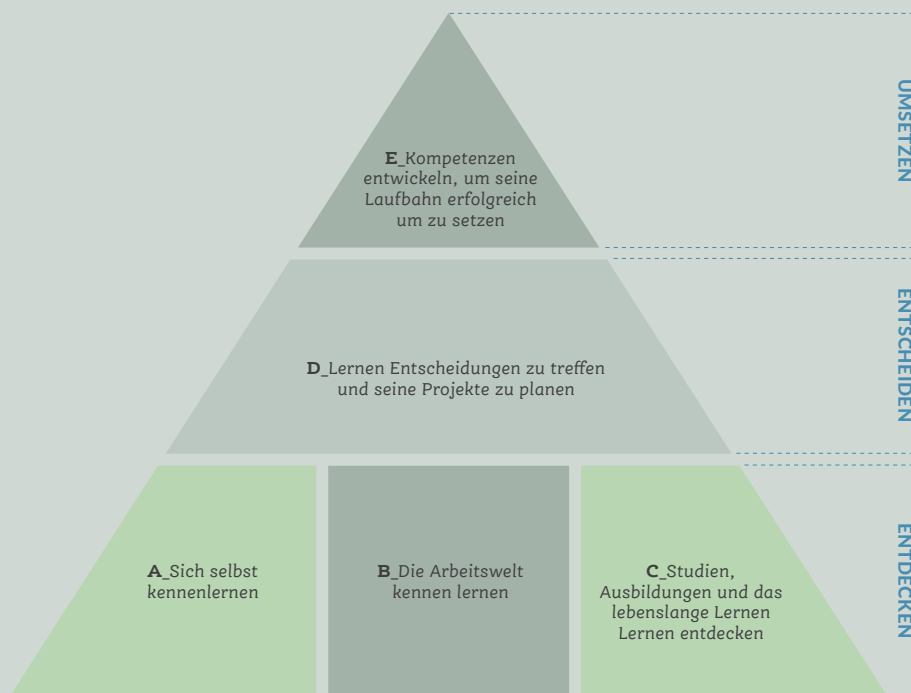 UMSETZEN
E_Kompetenzen
entwickeln, um seine
Laufbahn erfolgreich
um zu setzen
ENTSCHEIDEN
D_Lernen Entscheidungen zu treffen
und seine Projekte zu planen
ENTDECKEN
A_Sich selbst
kennenlernen
B_Die Arbeitswelt
kennen lernen
C_Studien,
Ausbildungen und das
lebenslange Lernen
Lernen entdecken